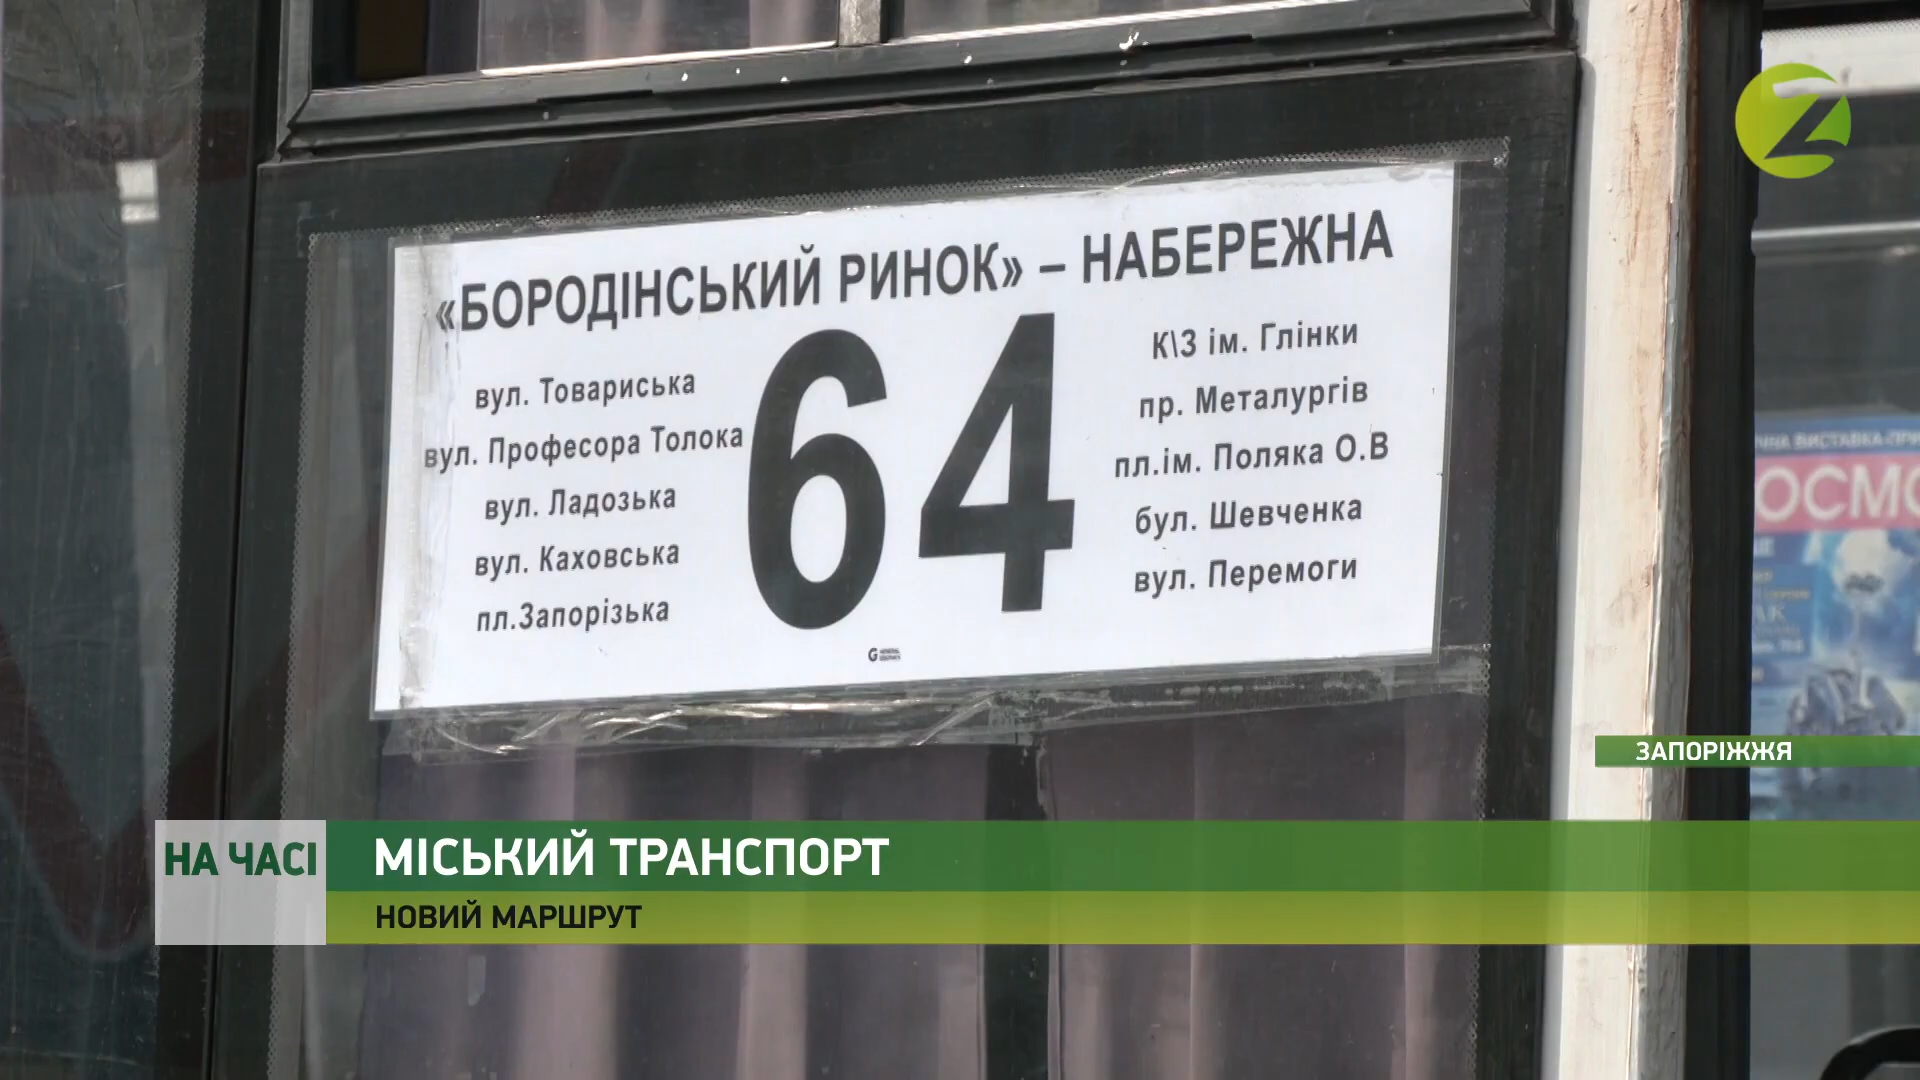 «БОРОДІНСЬКИЙ РИНОК» – НАБЕРЕЖНА
64
вул. Товариська
вул. Професора Толока
вул. Ладозька
вул. Каховська
пл.Запорізька
К\З ім. Глінки
пр. Металургів
пл.ім. Поляка О.В
бул. Шевченка
вул. Перемоги
ЗАПОРІЖЖЯ
НА ЧАСІ
МІСЬКИЙ ТРАНСПОРТ
НОВИЙ МАРШРУТ